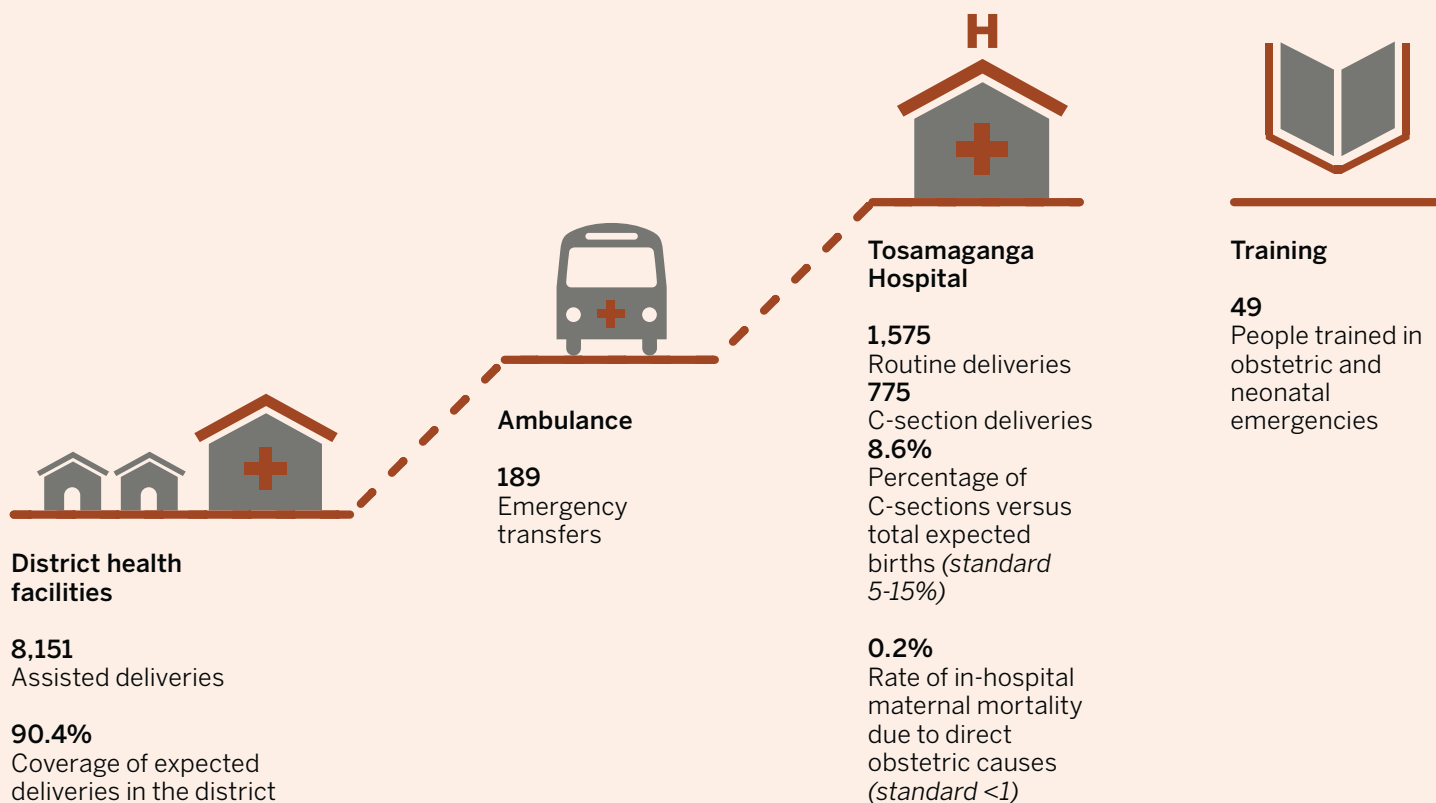 H
District health
facilities
8,151
Assisted deliveries
90.4%
Coverage of expected
deliveries in the district
Ambulance
189
Emergency
transfers
Tosamaganga
Hospital
1,575
Routine deliveries
775
C-section deliveries
8.6%
Percentage of
C-sections versus
total expected
births (standard
5-15%)
0.2%
Rate of in-hospital
maternal mortality
due to direct
obstetric causes
(standard <1)
Training
49
People trained in
obstetric and
neonatal
emergencies